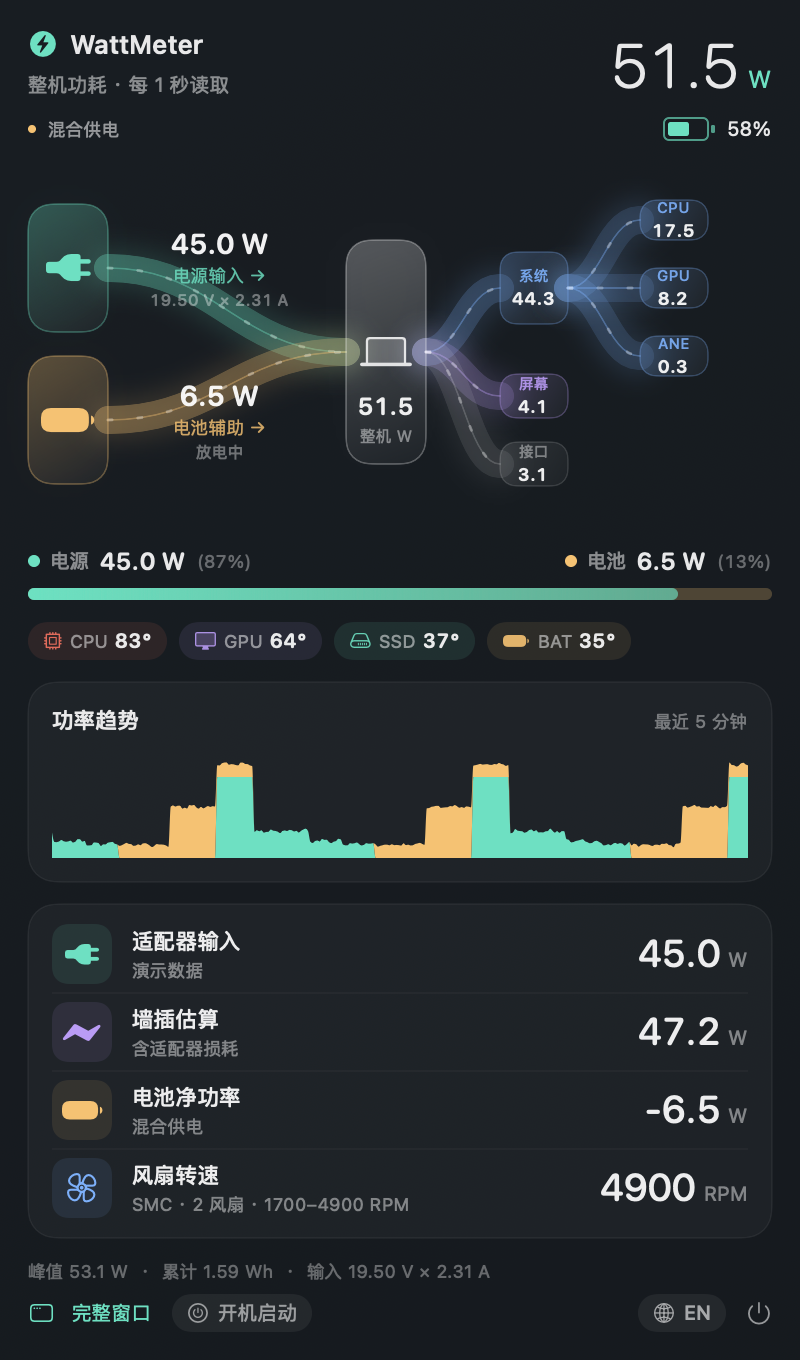 WattMeter
整机功耗 · 每 1 秒读取
51.5 W
混合供电
58%
45.0 W
电源输入 →
19.50 V × 2.31 A
6.5 W
电池辅助 →
放电中
51.5
整机 W
系统
44.3
屏幕
4.1
接口
3.1
CPU
17.5
GPU
8.2
ANE
0.3
电源 45.0 W (87%)
电池 6.5 W (13%)
CPU 83°
GPU 64°
SSD 37°
BAT 35°
功率趋势
最近 5 分钟
适配器输入
演示数据
45.0 W
墙插估算
含适配器损耗
47.2 W
电池净功率
混合供电
-6.5 W
风扇转速
SMC · 2 风扇 · 1700–4900 RPM
4900 RPM
峰值 53.1 W · 累计 1.59 Wh · 输入 19.50 V × 2.31 A
完整窗口
开机启动
EN